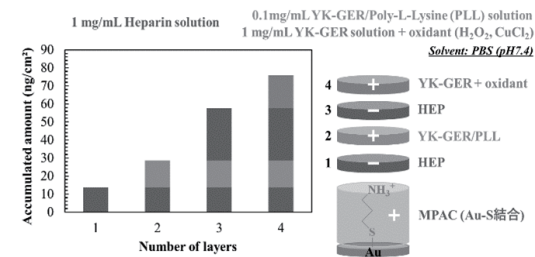 1 mg/mL Heparin solution
0.1mg/mL YK-GER/Poly-L-Lysine (PLL) solution
1 mg/mL YK-GER solution + oxidant (H₂O₂, CuCl₂)
Solvent: PBS (pH7.4)
Accumulated amount (ng/cm²)
90
80
70
60
50
40
30
20
10
0
1 2 3 4
Number of layers
4 + YK-GER + oxidant
3 − HEP
2 + YK-GER/PLL
1 − HEP
NH₃⁺
+ MPAC (Au-S結合)
S
Au